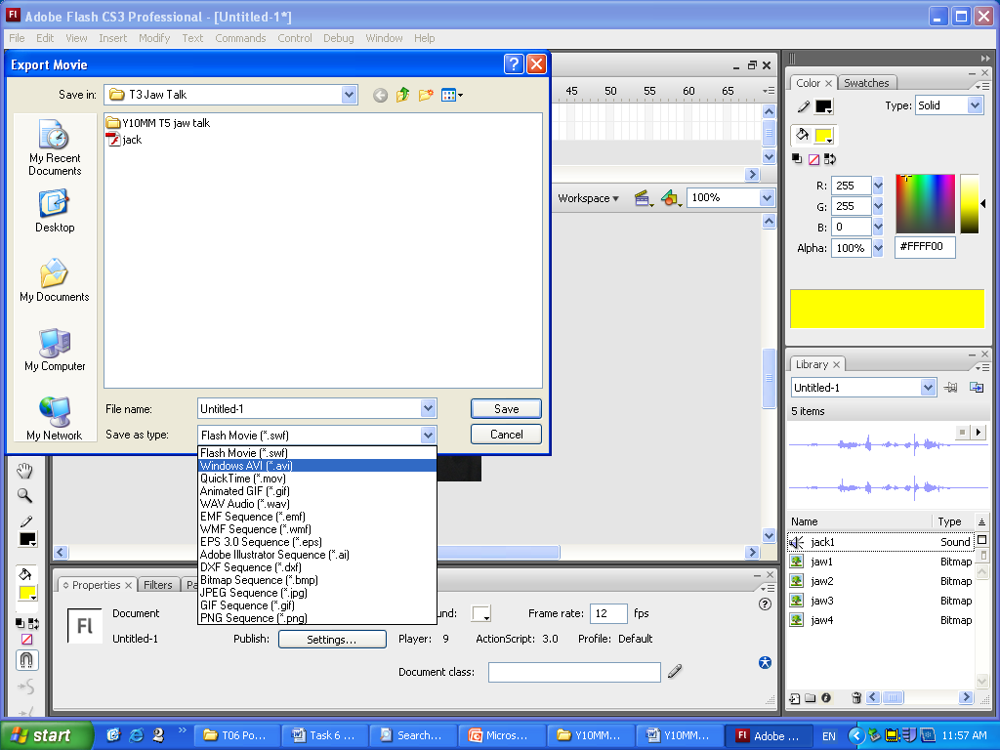 Adobe Flash CS3 Professional - [Untitled-1*]
File Edit View Insert Modify Text Commands Control Debug Window Help
Export Movie
Save in: T3 Jaw Talk
My Recent Documents
Desktop
My Documents
My Computer
My Network
Y10MM T5 jaw talk
jack
File name: Untitled-1
Save as type: Flash Movie (*.swf)
Save
Cancel
Flash Movie (*.swf)
Windows AVI (*.avi)
QuickTime (*.mov)
Animated GIF (*.gif)
WAV Audio (*.wav)
EMF Sequence (*.emf)
WMF Sequence (*.wmf)
EPS 3.0 Sequence (*.eps)
Adobe Illustrator Sequence (*.ai)
DXF Sequence (*.dxf)
Bitmap Sequence (*.bmp)
JPEG Sequence (*.jpg)
GIF Sequence (*.gif)
PNG Sequence (*.png)
45 50 55 60 65
Workspace 100%
Color Swatches
Type: Solid
R: 255
G: 255
B: 0
Alpha: 100% #FFFF00
Library
Untitled-1
5 items
Name Type
jack1 Sound
jaw1 Bitmap
jaw2 Bitmap
jaw3 Bitmap
jaw4 Bitmap
Properties Filters Pa
Fl
Document
Untitled-1
und: Frame rate: 12 fps
Publish: Settings... Player: 9 ActionScript: 3.0 Profile: Default
Document class:
start T06 Po... Task 6 ... Search... Micros... Y10MM... Y10MM... Adobe ... EN 11:57 AM